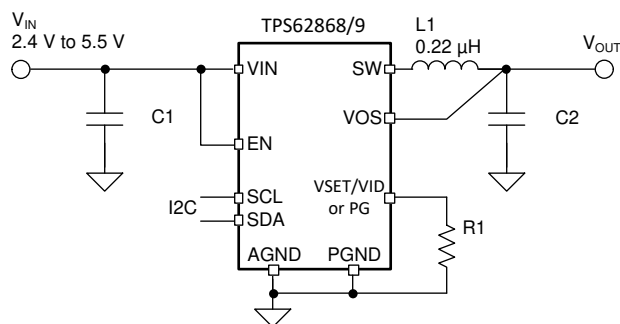 TPS62868/9
VIN
2.4 V to 5.5 V
L1
0.22 µH
VOUT
VIN
SW
C1
VOS
C2
EN
SCL
VSET/VID
or PG
I2C
SDA
R1
AGND
PGND